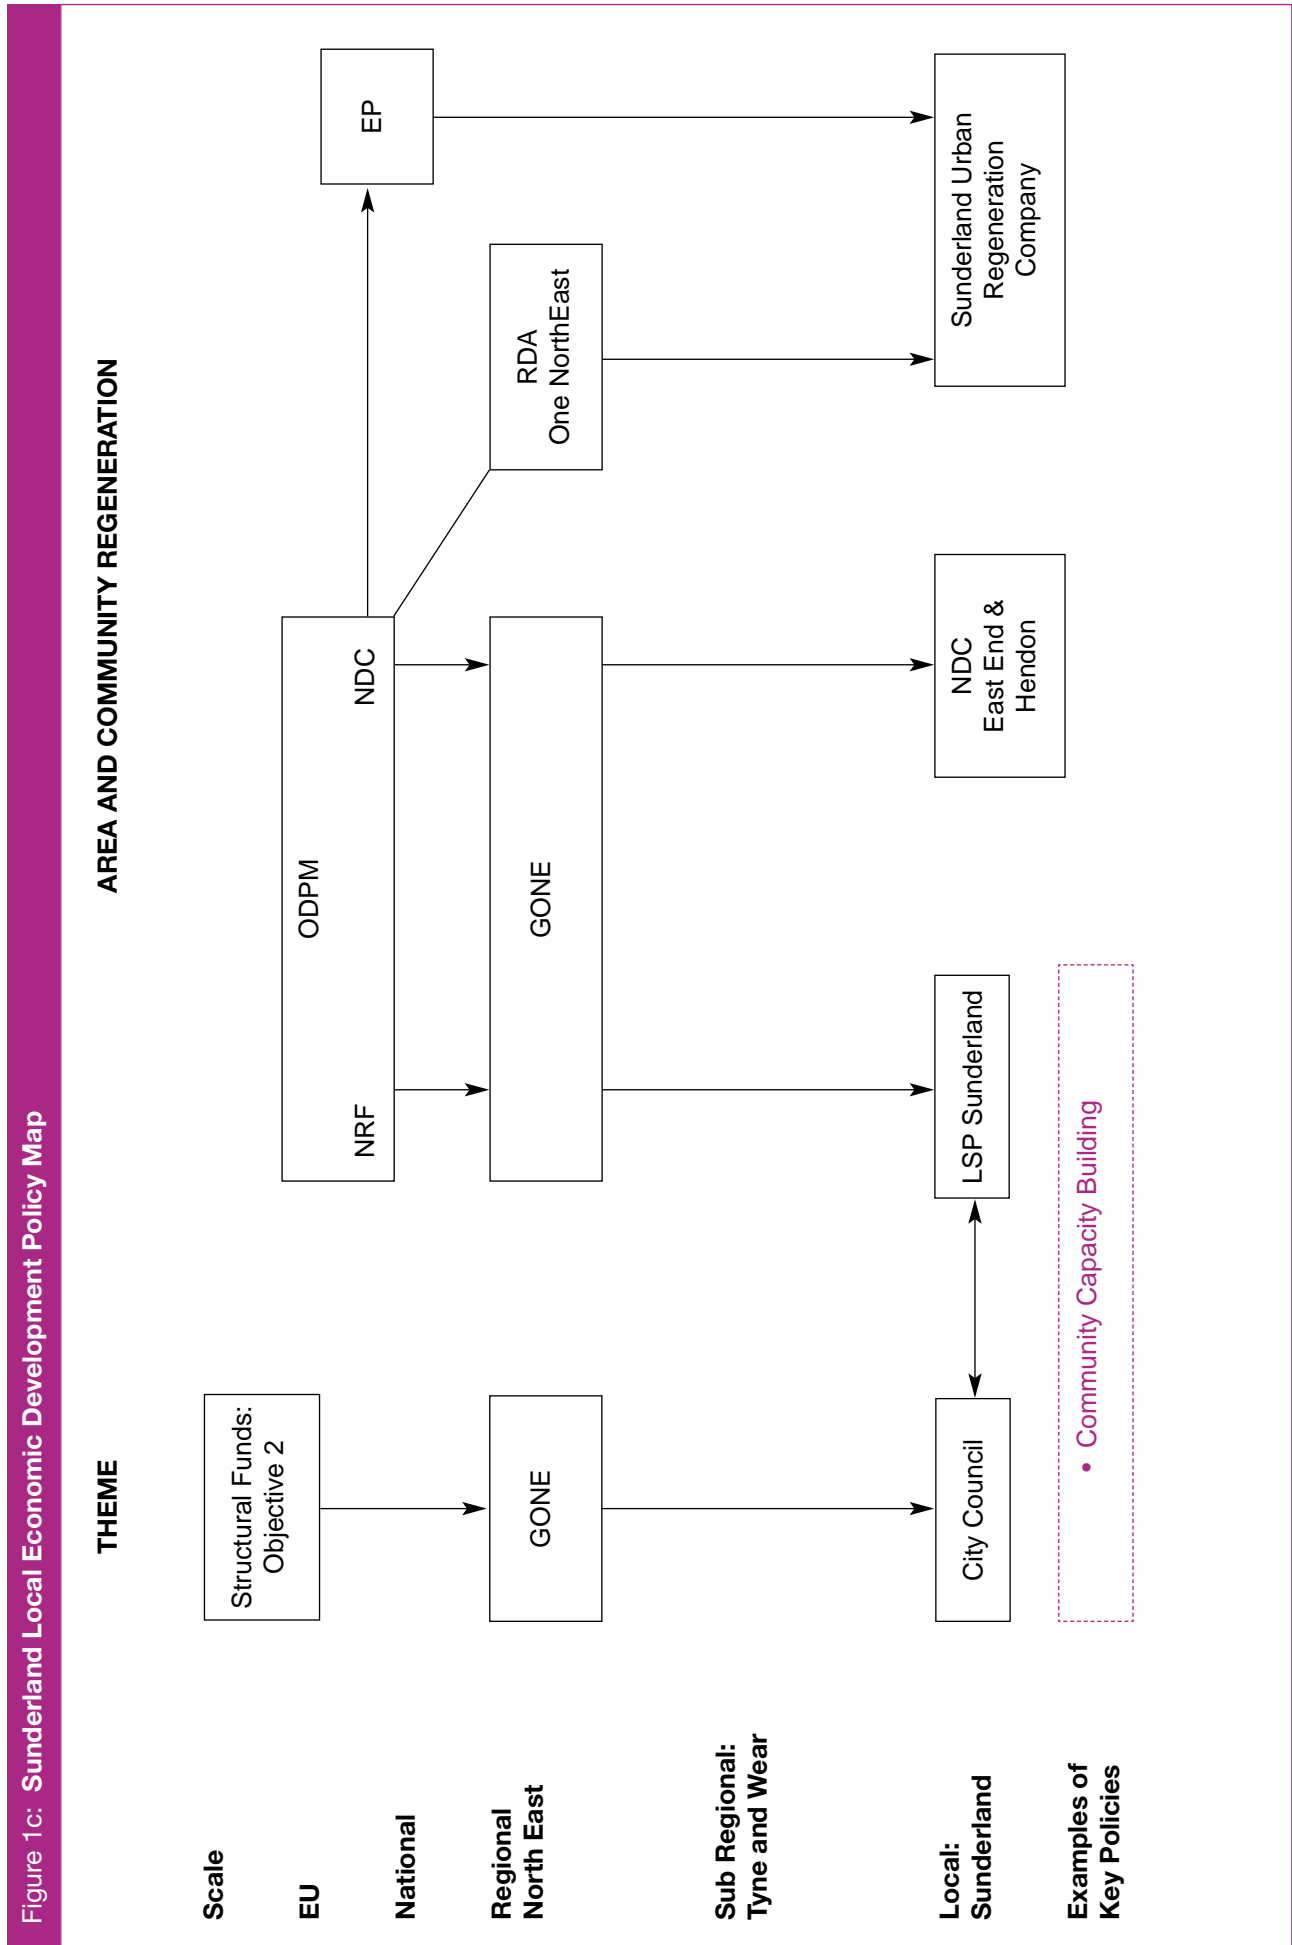 Figure 1c: Sunderland Local Economic Development Policy Map
THEME
AREA AND COMMUNITY REGENERATION
Scale
EU
Structural Funds:
Objective 2
National
ODPM
NRF
NDC
EP
Regional
North East
GONE
GONE
RDA
One NorthEast
Sub Regional:
Tyne and Wear
Local:
Sunderland
City Council
LSP Sunderland
NDC
East End &
Hendon
Sunderland Urban
Regeneration
Company
Examples of
Key Policies
• Community Capacity Building